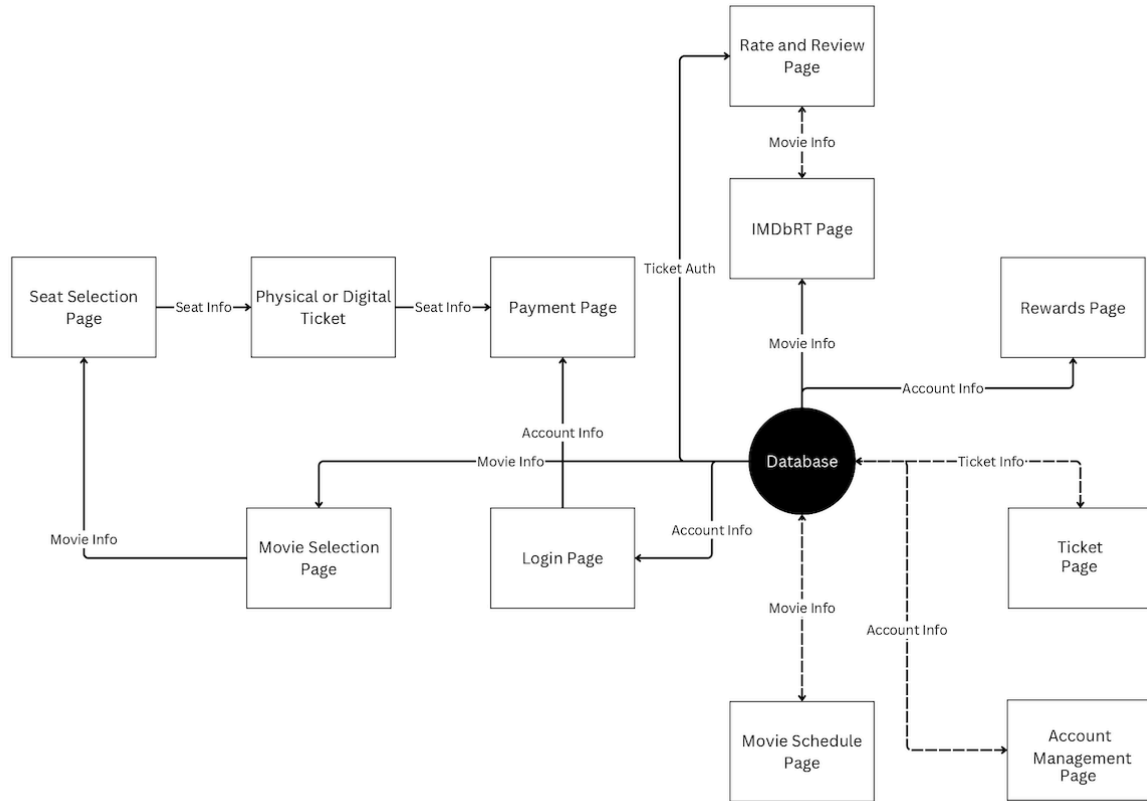 Rate and Review
Page
Movie Info
IMDbRT Page
Ticket Auth
Seat Selection
Page
Seat Info
Physical or Digital
Ticket
Seat Info
Payment Page
Rewards Page
Movie Info
Account Info
Account Info
Movie Info
Database
Ticket Info
Account Info
Movie Info
Movie Selection
Page
Login Page
Ticket
Page
Movie Info
Account Info
Movie Schedule
Page
Account
Management
Page